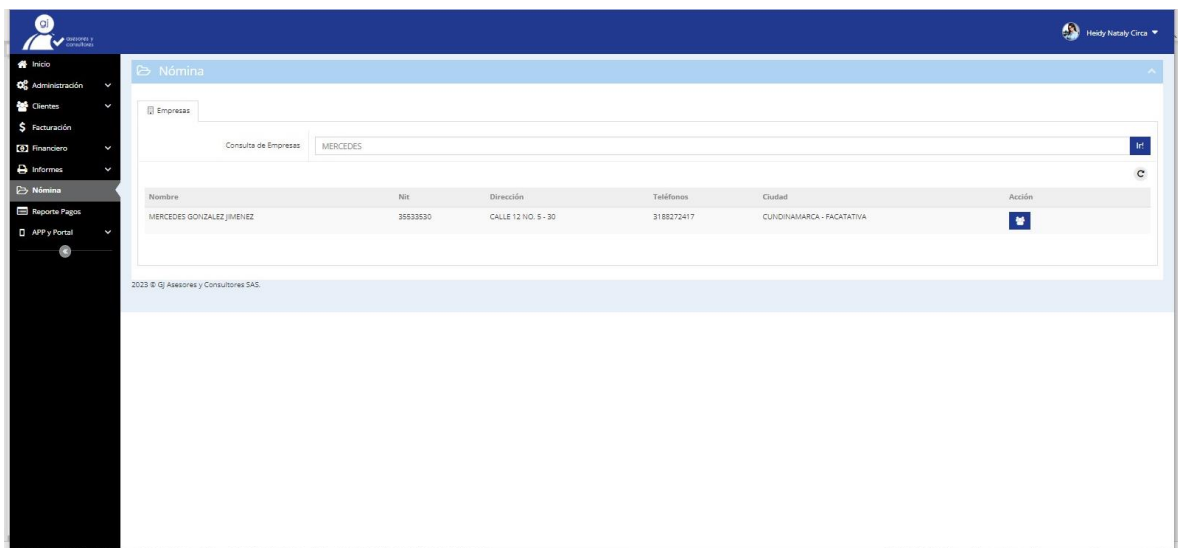 gj
asesores y
consultores
Heidy Nataly Circa
Inicio
Administración
Clientes
Facturación
Financiero
Informes
Nómina
Reporte Pagos
APP y Portal
Nómina
Empresas
Consulta de Empresas MERCEDES Ir!
Nombre Nit Dirección Teléfonos Ciudad Acción
MERCEDES GONZALEZ JIMENEZ 35533530 CALLE 12 NO. 5 - 30 3188272417 CUNDINAMARCA - FACATATIVA
2023 © GJ Asesores y Consultores SAS.